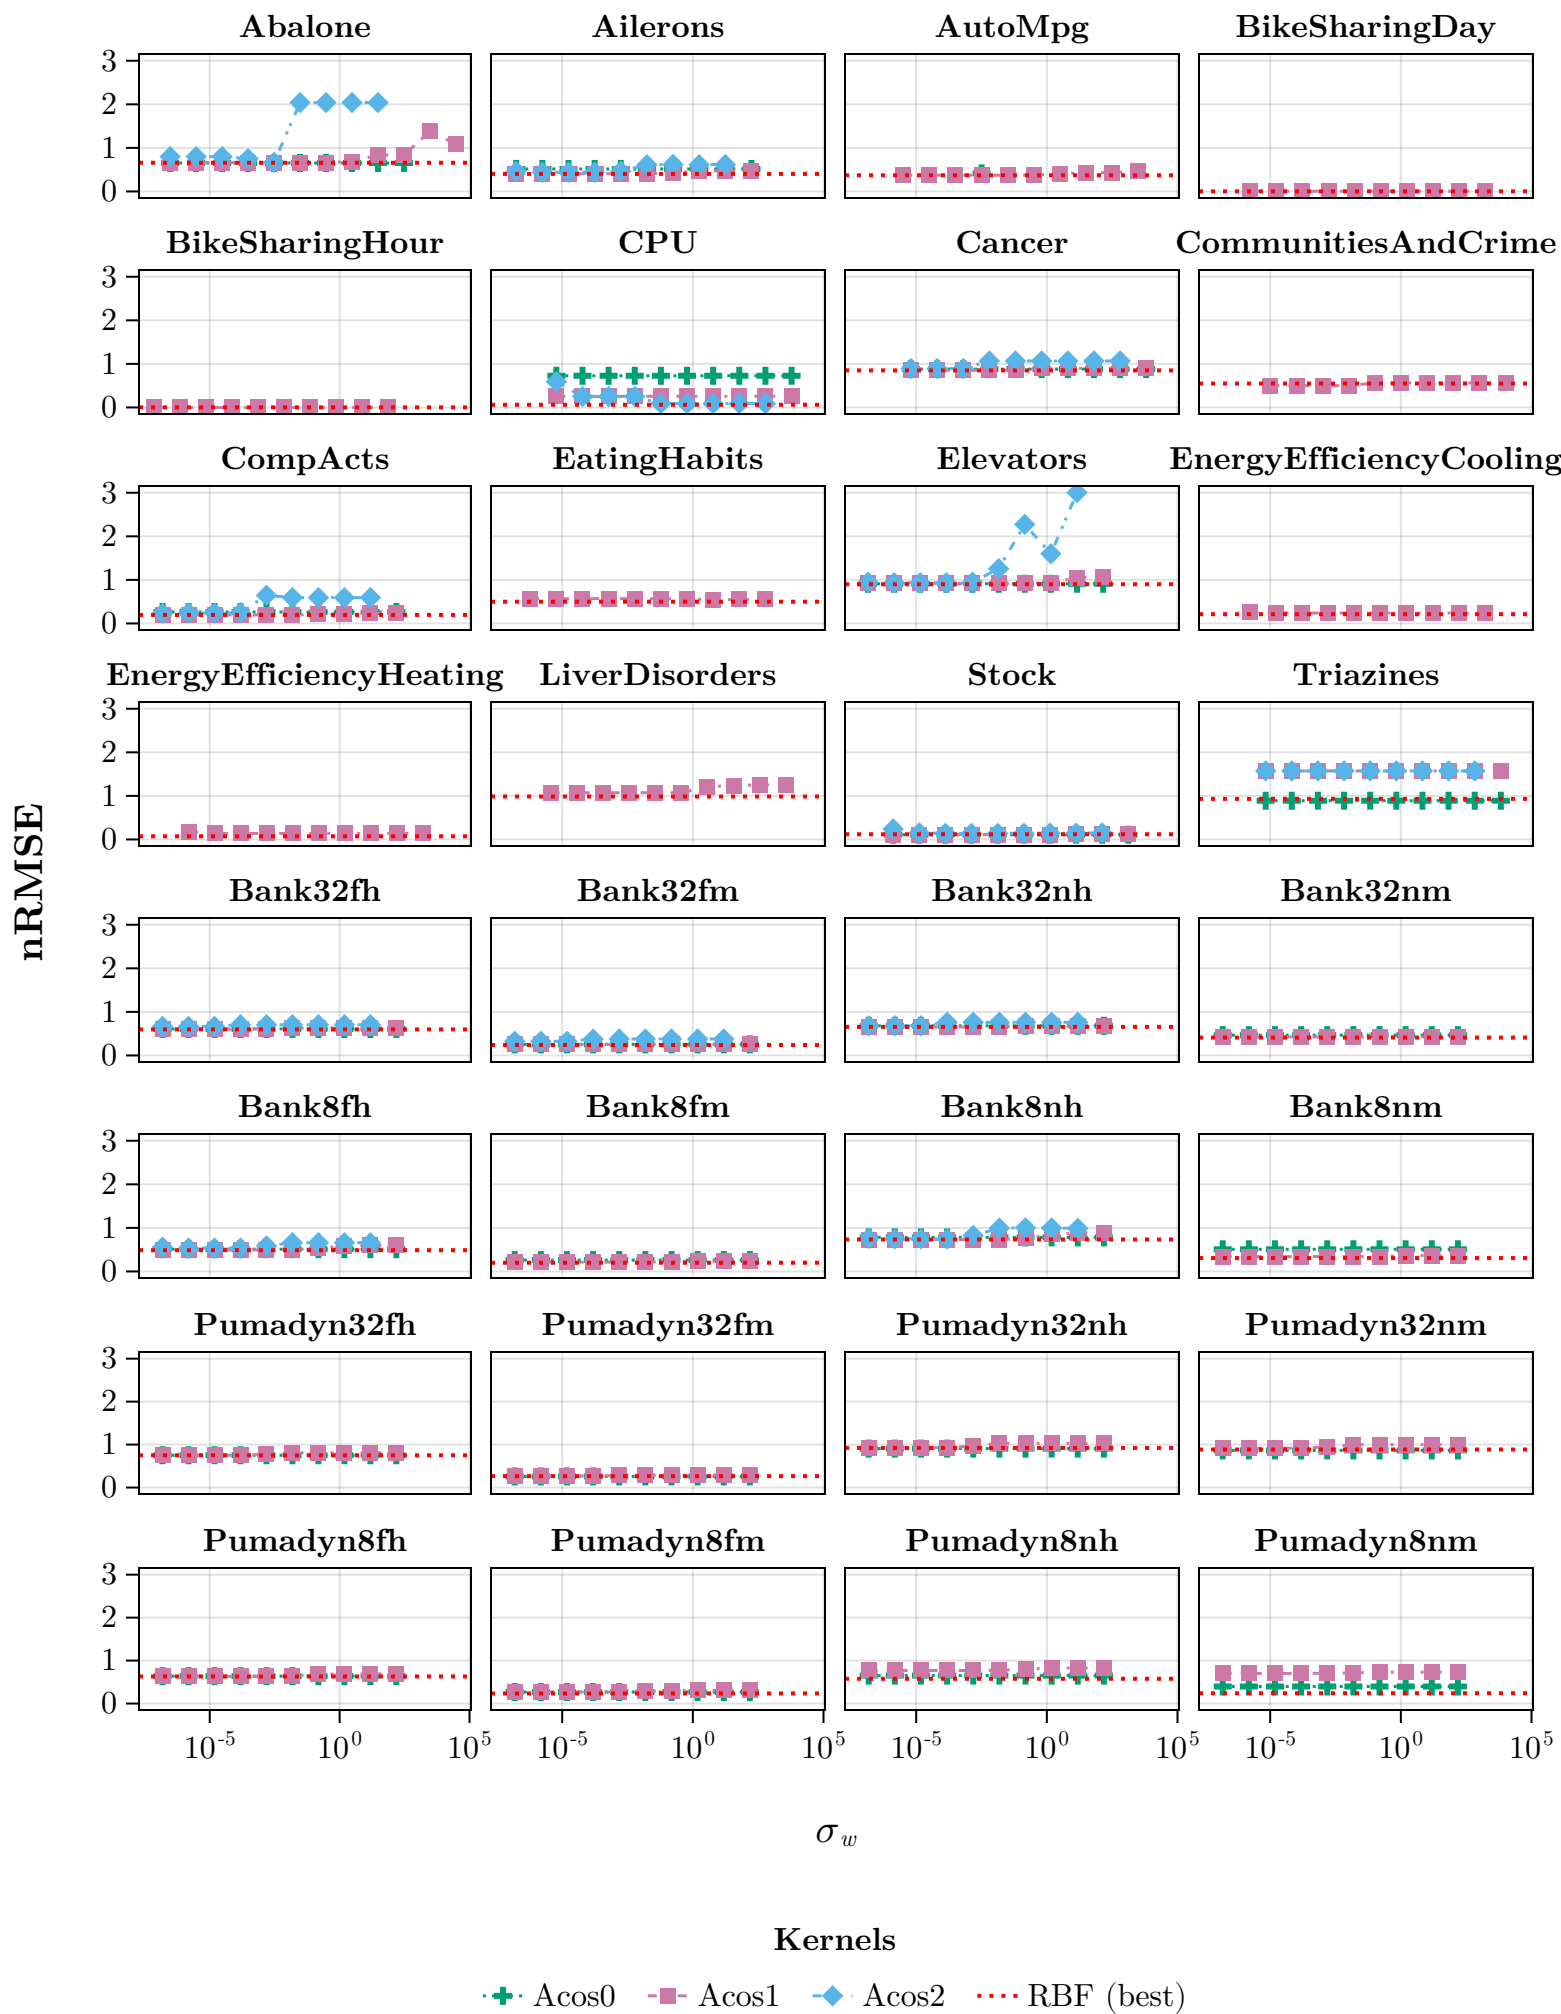 Abalone Ailerons AutoMpg BikeSharingDay
3
2
1
0
BikeSharingHour CPU Cancer CommunitiesAndCrime
3
2
1
0
CompActs EatingHabits Elevators EnergyEfficiencyCooling
3
2
1
0
EnergyEfficiencyHeating LiverDisorders Stock Triazines
3
2
1
0
nRMSE
Bank32fh Bank32fm Bank32nh Bank32nm
3
2
1
0
Bank8fh Bank8fm Bank8nh Bank8nm
3
2
1
0
Pumadyn32fh Pumadyn32fm Pumadyn32nh Pumadyn32nm
3
2
1
0
Pumadyn8fh Pumadyn8fm Pumadyn8nh Pumadyn8nm
3
2
1
0
10⁻⁵ 10⁰ 10⁵ 10⁻⁵ 10⁰ 10⁵ 10⁻⁵ 10⁰ 10⁵ 10⁻⁵ 10⁰ 10⁵
σ_w
Kernels
Acos0 Acos1 Acos2 RBF (best)